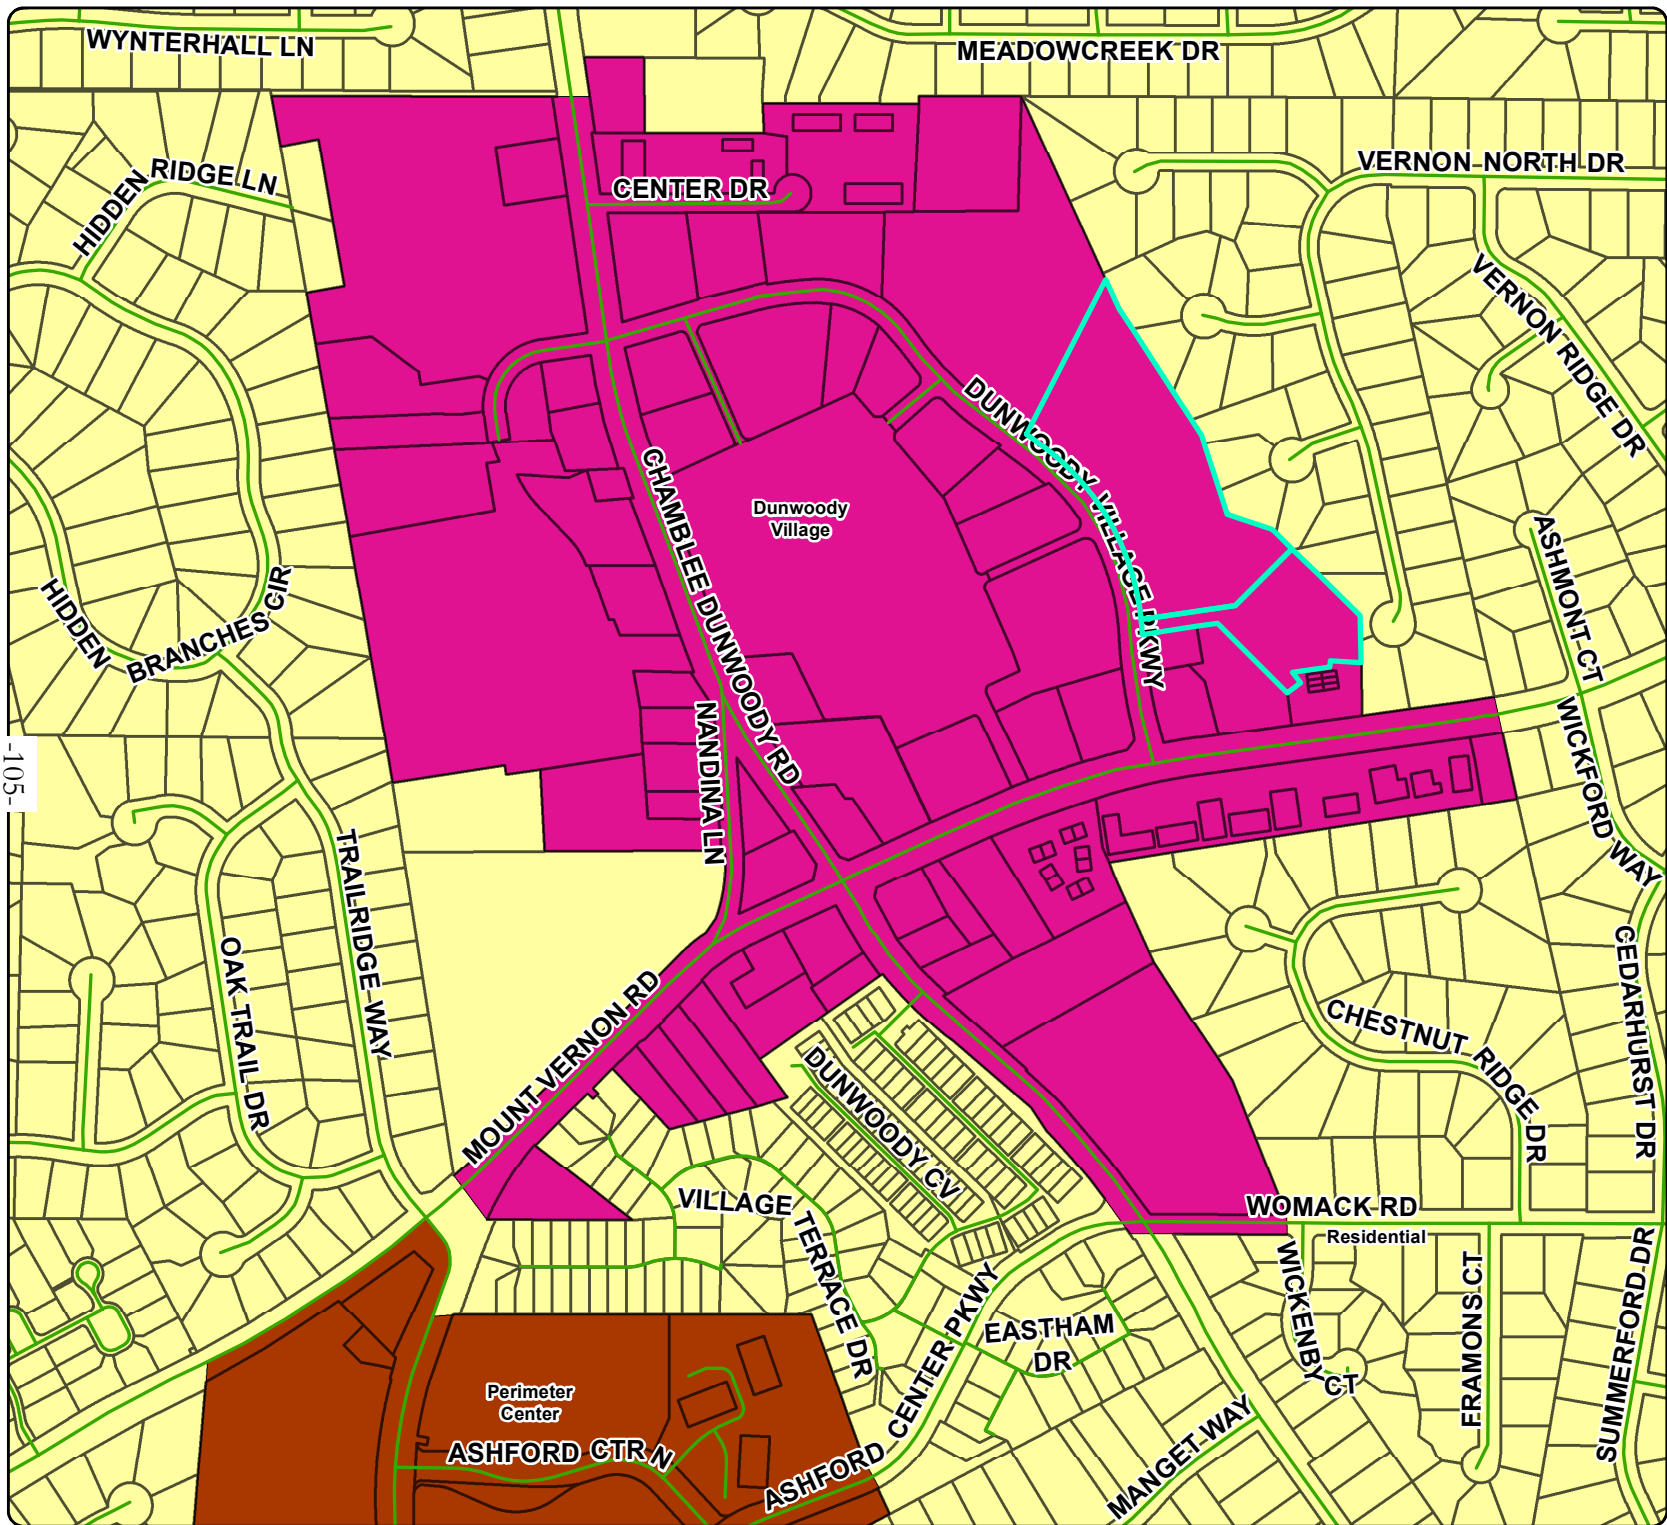 WYNTERHALL LN
MEADOWCREEK DR
HIDDEN RIDGE LN
CENTER DR
VERNON NORTH DR
VERNON RIDGE DR
DUNWOODY VILLAGE PKWY
CHAMBLEE DUNWOODY RD
Dunwoody
Village
HIDDEN BRANCHES CIR
ASHMONT CT
WICKFORD WAY
NANDINA LN
-105-
TRAILRIDGE WAY
OAK TRAIL DR
MOUNT VERNON RD
CEDARHURST DR
CHESTNUT RIDGE DR
DUNWOODY CV
VILLAGE TERRACE DR
WOMACK RD
Residential
WICKENBY CT
FRAMONS CT
SUMMERFORD DR
EASTHAM
DR
Perimeter
Center
ASHFORD CTR N
ASHFORD CENTER PKWY
MANGET WAY